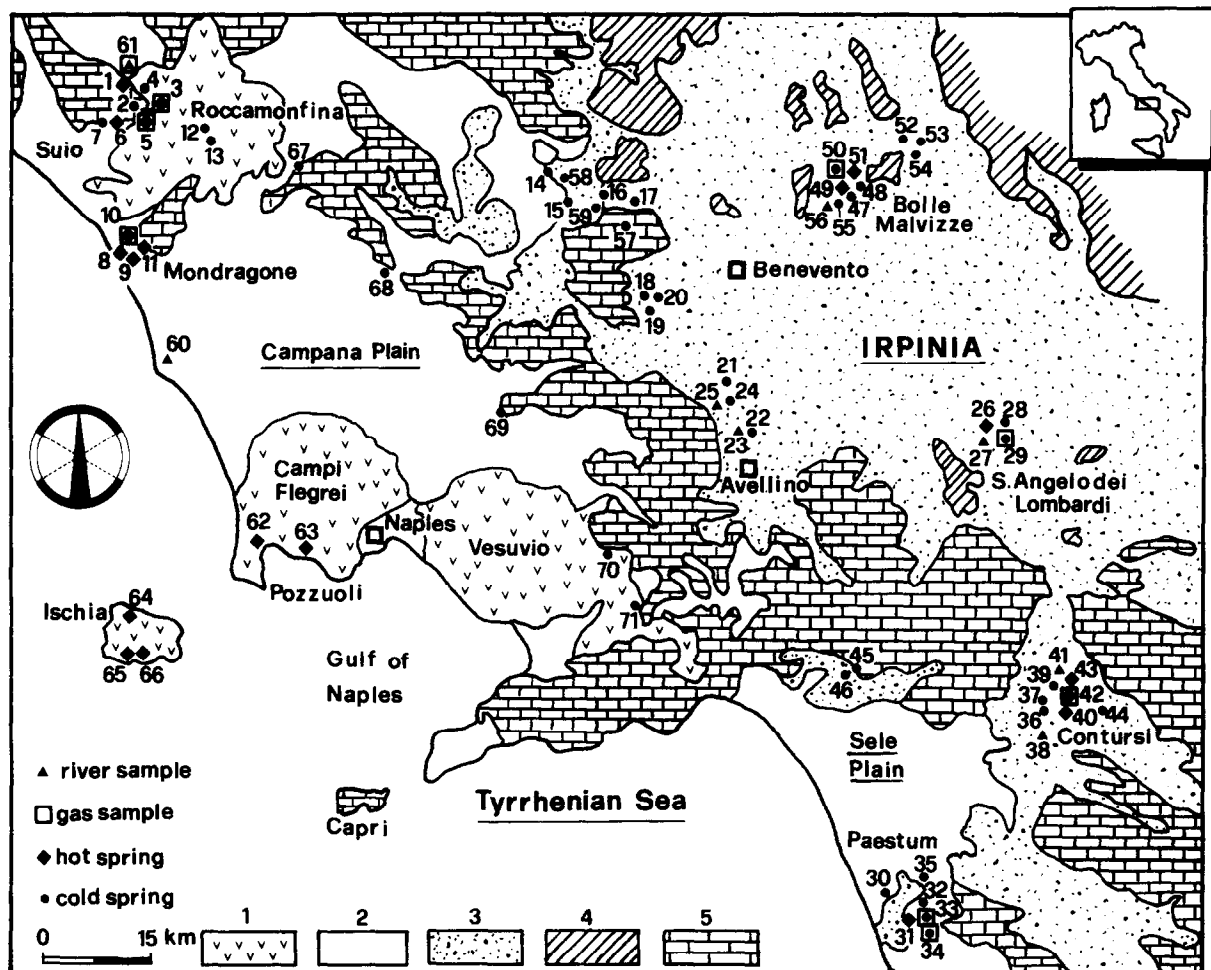 61
1
4
3
2
7
6
5
Roccamonfina
12
13
Suio
67
10
8
9
11
Mondragone
14
58
15
59
16
17
57
68
18
20
19
52
53
54
50
51
49
48
47
56
55
Bolle
Malvizze
Benevento
60
Campana Plain
IRPINIA
21
25
24
22
23
69
Avellino
26
28
27
29
S. Angelo dei
Lombardi
Campi
Flegrei
Naples
62
63
Pozzuoli
Vesuvio
70
71
Ischia
64
65
66
Gulf of
Naples
45
46
41
39
43
37
42
36
40
44
38
Contursi
Sele
Plain
river sample
gas sample
hot spring
cold spring
Capri
Tyrrhenian Sea
Paestum
30
35
32
33
31
34
0 15 km
1 2 3 4 5